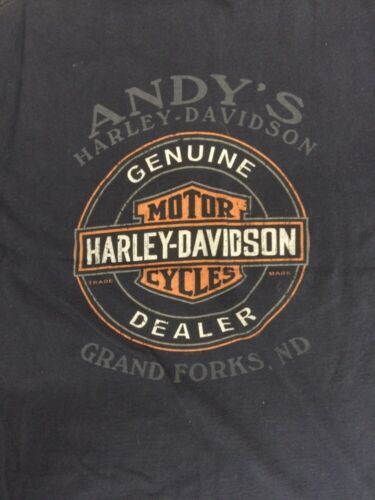 ANDY'S
HARLEY-DAVIDSON
GENUINE
MOTOR
HARLEY-DAVIDSON
CYCLES
TRADE MARK
DEALER
GRAND FORKS, ND